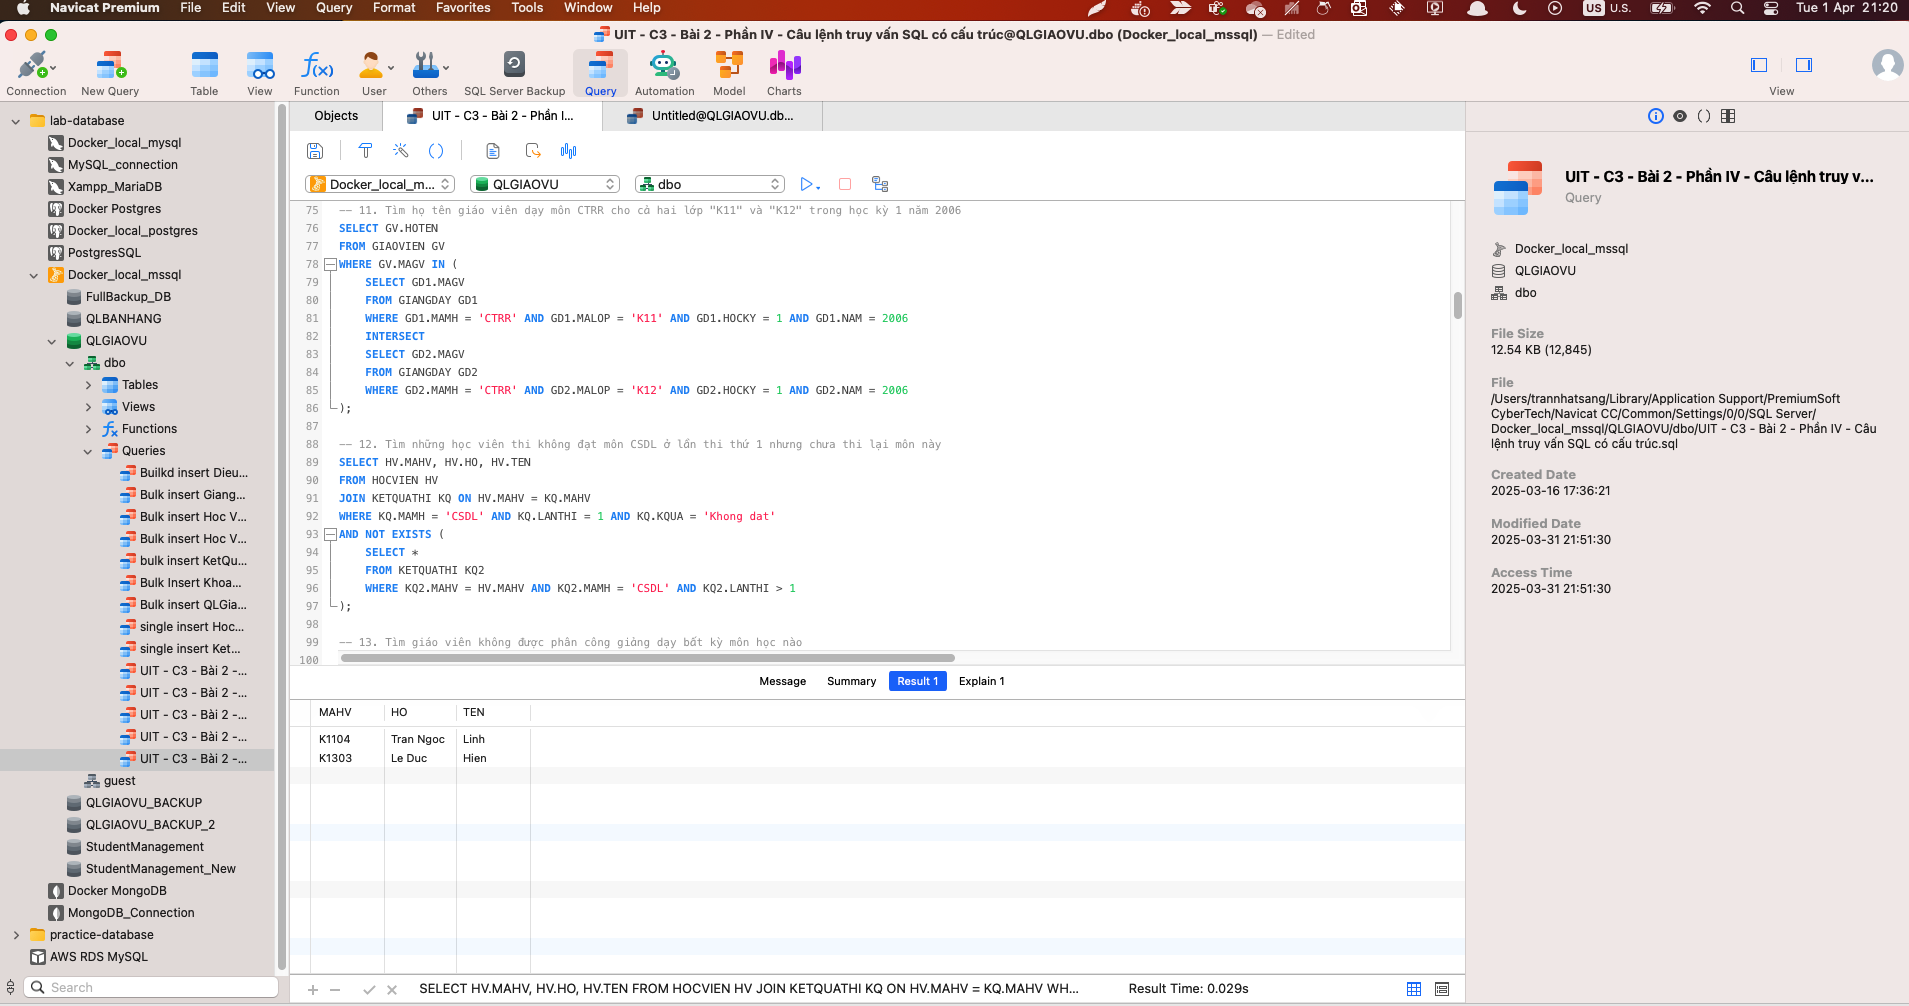 Navicat Premium File Edit View Query Format Favorites Tools Window Help US U.S. Tue 1 Apr 21:20
UIT - C3 - Bài 2 - Phần IV - Câu lệnh truy vấn SQL có cấu trúc@QLGIAOVU.dbo (Docker_local_mssql) — Edited
Connection New Query Table View Function User Others SQL Server Backup Query Automation Model Charts View
lab-database
Docker_local_mysql
MySQL_connection
Xampp_MariaDB
Docker Postgres
Docker_local_postgres
PostgresSQL
Docker_local_mssql
FullBackup_DB
QLBANHANG
QLGIAOVU
dbo
Tables
Views
Functions
Queries
Builkd insert Dieu...
Bulk insert Giang...
Bulk insert Hoc V...
Bulk insert Hoc V...
bulk insert KetQu...
Bulk Insert Khoa...
Bulk insert QLGia...
single insert Hoc...
single insert Ket...
UIT - C3 - Bài 2 -...
UIT - C3 - Bài 2 -...
UIT - C3 - Bài 2 -...
UIT - C3 - Bài 2 -...
UIT - C3 - Bài 2 -...
guest
QLGIAOVU_BACKUP
QLGIAOVU_BACKUP_2
StudentManagement
StudentManagement_New
Docker MongoDB
MongoDB_Connection
practice-database
AWS RDS MySQL
Search
Objects UIT - C3 - Bài 2 - Phần I... Untitled@QLGIAOVU.db...
Docker_local_m... QLGIAOVU dbo
75 -- 11. Tìm họ tên giáo viên dạy môn CTRR cho cả hai lớp "K11" và "K12" trong học kỳ 1 năm 2006
76 SELECT GV.HOTEN
77 FROM GIAOVIEN GV
78 WHERE GV.MAGV IN (
79 SELECT GD1.MAGV
80 FROM GIANGDAY GD1
81 WHERE GD1.MAMH = 'CTRR' AND GD1.MALOP = 'K11' AND GD1.HOCKY = 1 AND GD1.NAM = 2006
82 INTERSECT
83 SELECT GD2.MAGV
84 FROM GIANGDAY GD2
85 WHERE GD2.MAMH = 'CTRR' AND GD2.MALOP = 'K12' AND GD2.HOCKY = 1 AND GD2.NAM = 2006
86 );
87
88 -- 12. Tìm những học viên thi không đạt môn CSDL ở lần thi thứ 1 nhưng chưa thi lại môn này
89 SELECT HV.MAHV, HV.HO, HV.TEN
90 FROM HOCVIEN HV
91 JOIN KETQUATHI KQ ON HV.MAHV = KQ.MAHV
92 WHERE KQ.MAMH = 'CSDL' AND KQ.LANTHI = 1 AND KQ.KQUA = 'Khong dat'
93 AND NOT EXISTS (
94 SELECT *
95 FROM KETQUATHI KQ2
96 WHERE KQ2.MAHV = HV.MAHV AND KQ2.MAMH = 'CSDL' AND KQ2.LANTHI > 1
97 );
98
99 -- 13. Tìm giáo viên không được phân công giảng dạy bất kỳ môn học nào
100
Message Summary Result 1 Explain 1
MAHV HO TEN
K1104 Tran Ngoc Linh
K1303 Le Duc Hien
SELECT HV.MAHV, HV.HO, HV.TEN FROM HOCVIEN HV JOIN KETQUATHI KQ ON HV.MAHV = KQ.MAHV WH... Result Time: 0.029s
UIT - C3 - Bài 2 - Phần IV - Câu lệnh truy v...
Query
Docker_local_mssql
QLGIAOVU
dbo
File Size
12.54 KB (12,845)
File
/Users/trannhatsang/Library/Application Support/PremiumSoft
CyberTech/Navicat CC/Common/Settings/0/0/SQL Server/
Docker_local_mssql/QLGIAOVU/dbo/UIT - C3 - Bài 2 - Phần IV - Câu
lệnh truy vấn SQL có cấu trúc.sql
Created Date
2025-03-16 17:36:21
Modified Date
2025-03-31 21:51:30
Access Time
2025-03-31 21:51:30